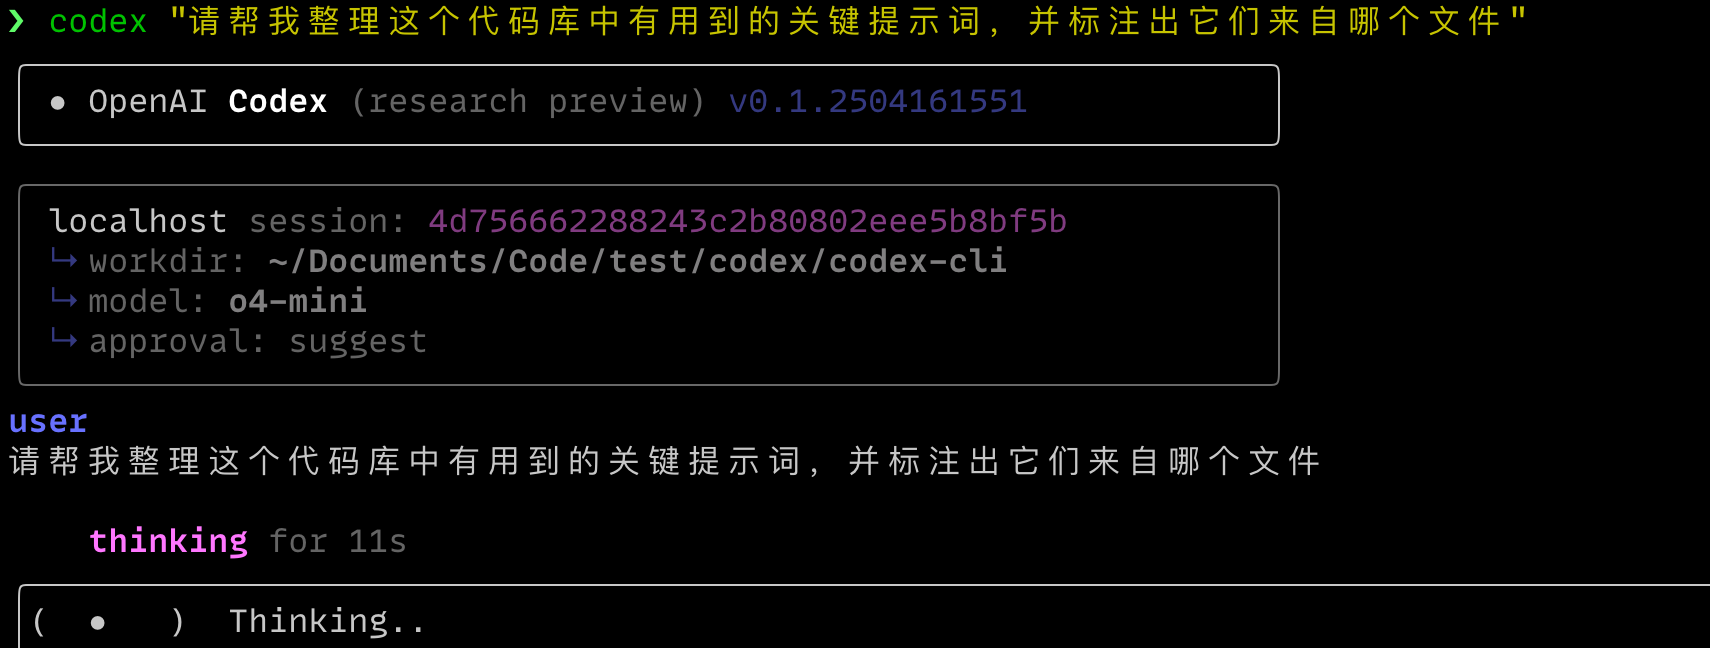 ❯ codex "请帮我整理这个代码库中有用到的关键提示词，并标注出它们来自哪个文件"
● OpenAI Codex (research preview) v0.1.2504161551
localhost session: 4d756662288243c2b80802eee5b8bf5b
↳ workdir: ~/Documents/Code/test/codex/codex-cli
↳ model: o4-mini
↳ approval: suggest
user
请帮我整理这个代码库中有用到的关键提示词，并标注出它们来自哪个文件
thinking for 11s
( ● ) Thinking..